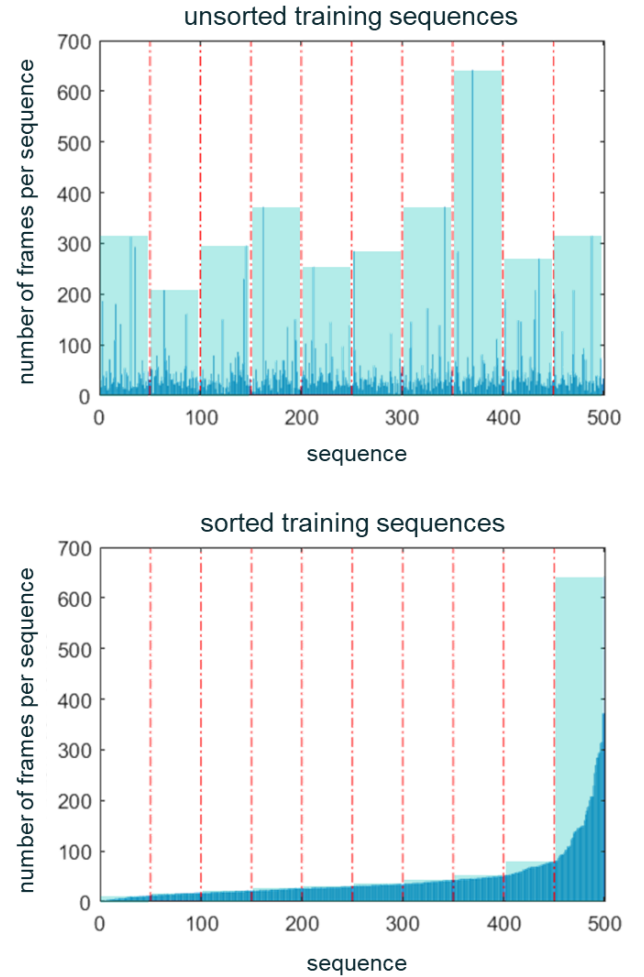 unsorted training sequences
number of frames per sequence
700
600
500
400
300
200
100
0
0 100 200 300 400 500
sequence
sorted training sequences
number of frames per sequence
700
600
500
400
300
200
100
0
0 100 200 300 400 500
sequence